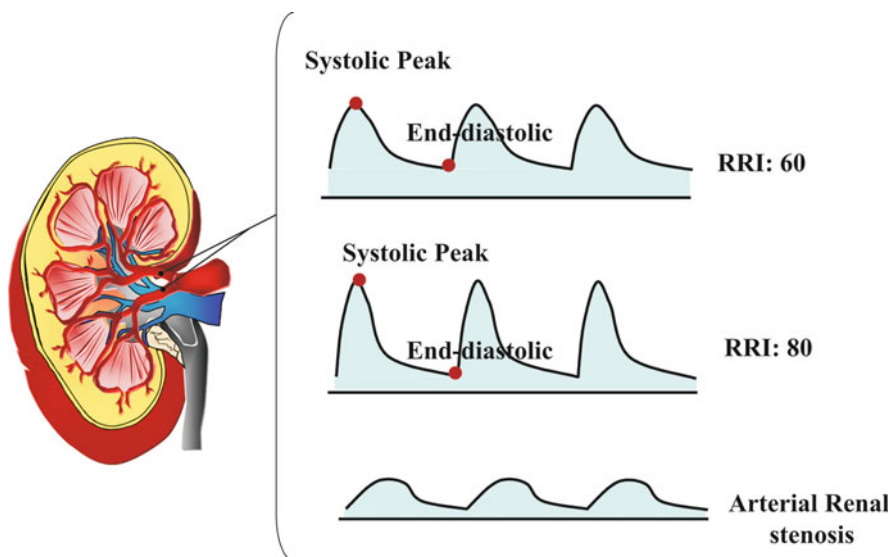 Systolic Peak
End-diastolic
RRI: 60
Systolic Peak
End-diastolic
RRI: 80
Arterial Renal
stenosis